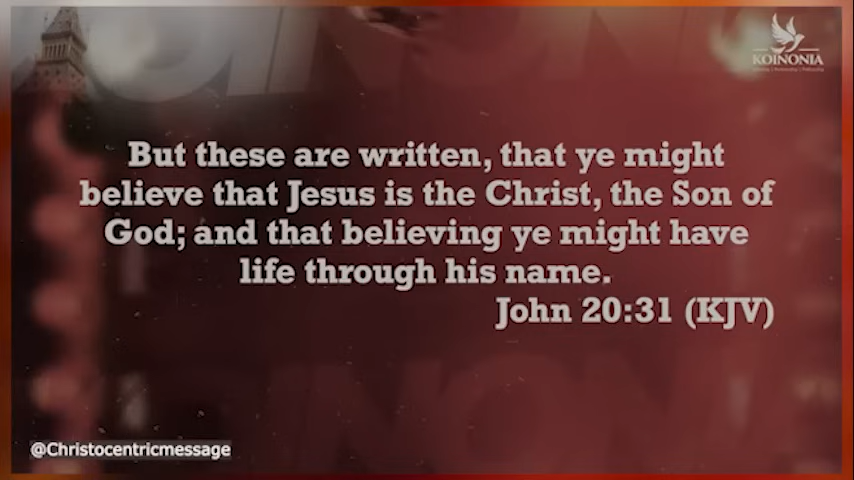 KOINONIA
But these are written, that ye might
believe that Jesus is the Christ, the Son of
God; and that believing ye might have
life through his name.
John 20:31 (KJV)
@Christocentricmessage